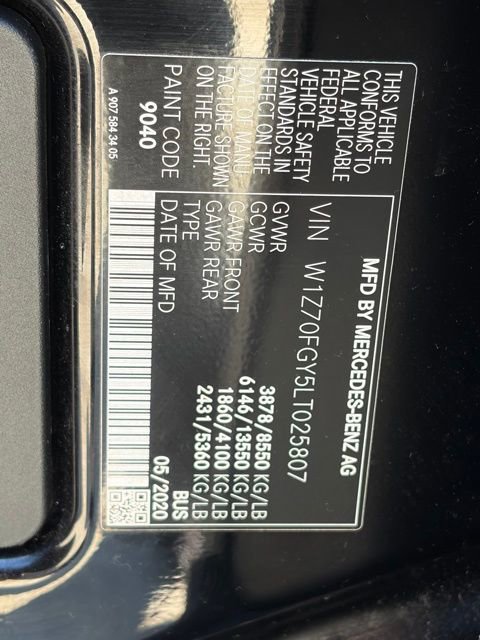 THIS VEHICLE
CONFORMS TO
ALL APPLICABLE
FEDERAL
VEHICLE SAFETY
STANDARDS IN
EFFECT ON THE
DATE OF MANU
FACTURE SHOWN
ON THE RIGHT.
PAINT CODE
9040
A 907 584 34 05
MFD BY MERCEDES-BENZ AG
VIN W1Z70FGY5LT025807
GVWR 3878/8550 KG/LB
GCWR 6146/13550 KG/LB
GAWR FRONT 1860/4100 KG/LB
GAWR REAR 2431/5360 KG/LB
TYPE BUS
DATE OF MFD 05/2020